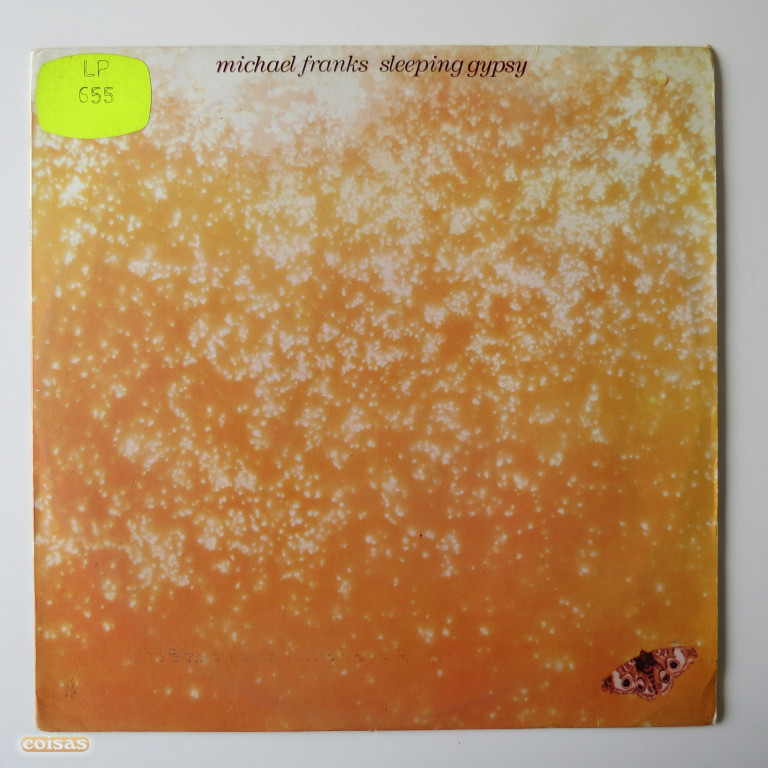 LP
655
michael franks sleeping gypsy
coisas